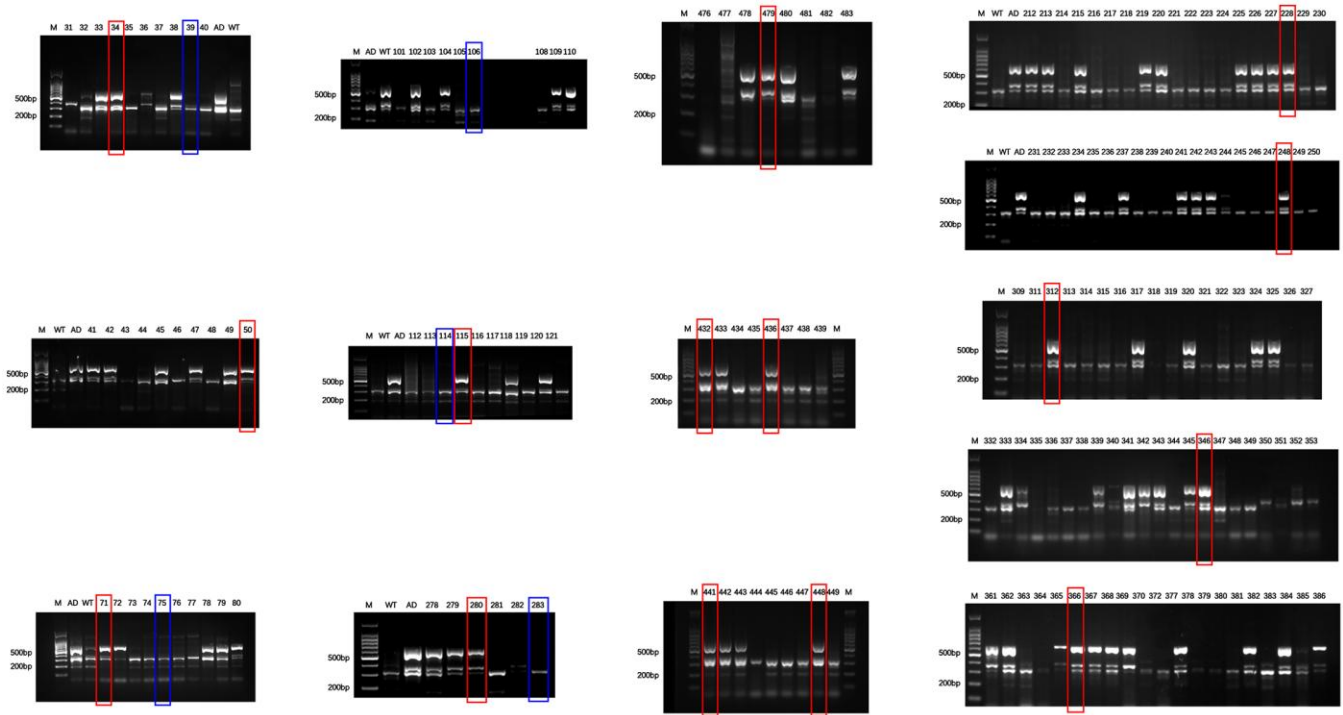 M 31 32 33 34 35 36 37 38 39 40 AD WT
500bp
200bp
M AD WT 101 102 103 104 105 106 108 109 110
500bp
200bp
M 476 477 478 479 480 481 482 483
500bp
200bp
M WT AD 212 213 214 215 216 217 218 219 220 221 222 223 224 225 226 227 228 229 230
500bp
200bp
M WT AD 231 232 233 234 235 236 237 238 239 240 241 242 243 244 245 246 247 248 249 250
500bp
200bp
M WT AD 41 42 43 44 45 46 47 48 49 50
500bp
200bp
M WT AD 112 113 114 115 116 117 118 119 120 121
500bp
200bp
M 432 433 434 435 436 437 438 439 M
500bp
200bp
M 309 311 312 313 314 315 316 317 318 319 320 321 322 323 324 325 326 327
500bp
200bp
M 332 333 334 335 336 337 338 339 340 341 342 343 344 345 346 347 348 349 350 351 352 353
500bp
200bp
M AD WT 71 72 73 74 75 76 77 78 79 80
500bp
200bp
M WT AD 278 279 280 281 282 283
500bp
200bp
M 441 442 443 444 445 446 447 448 449 M
500bp
200bp
M 361 362 363 364 365 366 367 368 369 370 372 377 378 379 380 381 382 383 384 385 386
500bp
200bp